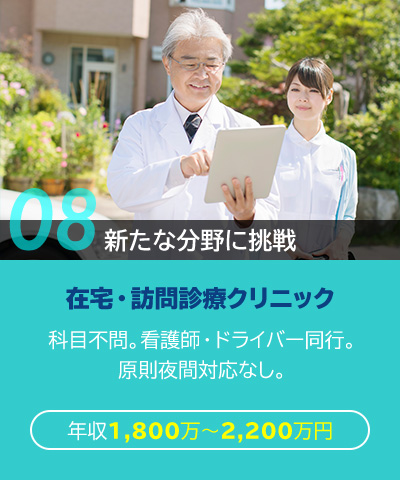 08 新たな分野に挑戦
在宅・訪問診療クリニック
科目不問。看護師・ドライバー同行。
原則夜間対応なし。
年収1,800万～2,200万円